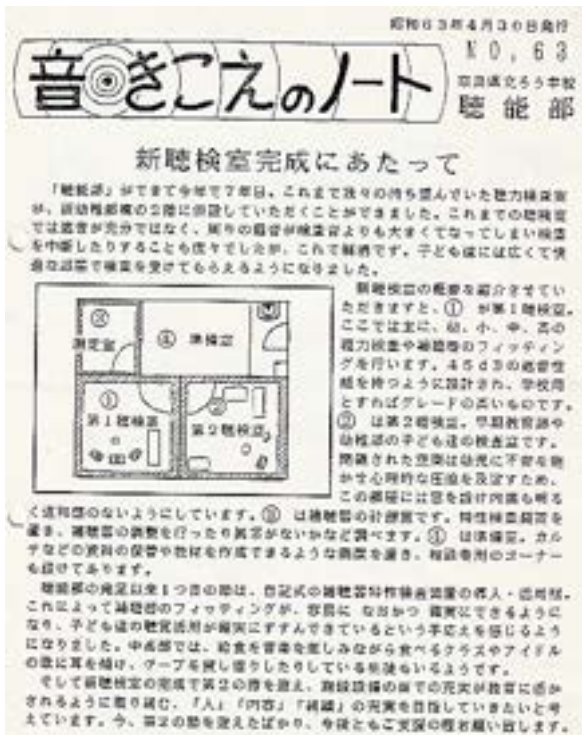 昭和63年4月30日発行
NO,63
音きこえのノート
県立ろう学校
聴能部
新聴検室完成にあたって
「聴能部」ができて今年で7年目。これまで我々の待ち望んでいた聴力検査室
が、旧幼稚部棟の2階に併設していただくことができました。これまでの聴検室
では遮音が充分ではなく、周りの騒音が検査音よりも大きくなってしまい検査
を中断したりすることも度々でしたが、これで解消です。子ども達には広くて快
適な部屋で検査を受けてもらえるようになりました。
新聴検室の概要を紹介させてい
ただきますと、① が第1聴検室。
ここでは主に、幼、小、中、高の
聴力検査や補聴器のフィッティン
グを行います。45dBの遮音性
能を持つように設計され、学校用
とすればグレードの高いものです。
② は第2聴検室。早期教育部や
幼稚部の子ども達の検査室です。
閉鎖された空間は幼児に不安を抱
かせ心理的な圧迫を及ぼすため、
この部屋には窓を設け内装も明る
③
測定室
④ 準備室
①
第1聴検室
②
第2聴検室
く違和感のないようにしています。③ は補聴器の計測室です。特性検査装置を
置き、補聴器の調整を行ったり異常がないかなど調べます。④ は準備室。カル
テなどの資料の保管や教材を作成できるような機器を置き、相談専用のコーナー
も設けてあります。
聴能部の発足以来1つ目の節は、自記式の補聴器特性検査装置の導入・活用。
これによって補聴器のフィッティングが、容易に なおかつ 確実にできるように
なり、子ども達の聴覚活用が確実にすすんできているという手応えを感じるよう
になりました。中・高部では、給食を音楽を楽しみながら食べるクラスやアイドル
の歌に耳を傾け、テープを貸し借りしたりしている生徒もいるようです。
そして新聴検室の完成で第2の節を迎え、施設設備の面での充実が教育に活か
されるように取り組む、「人」「内容」「組織」の充実を目指していきたいと考
えています。今、第2の節を迎えたばかり、今後ともご支援の程お願い致します。